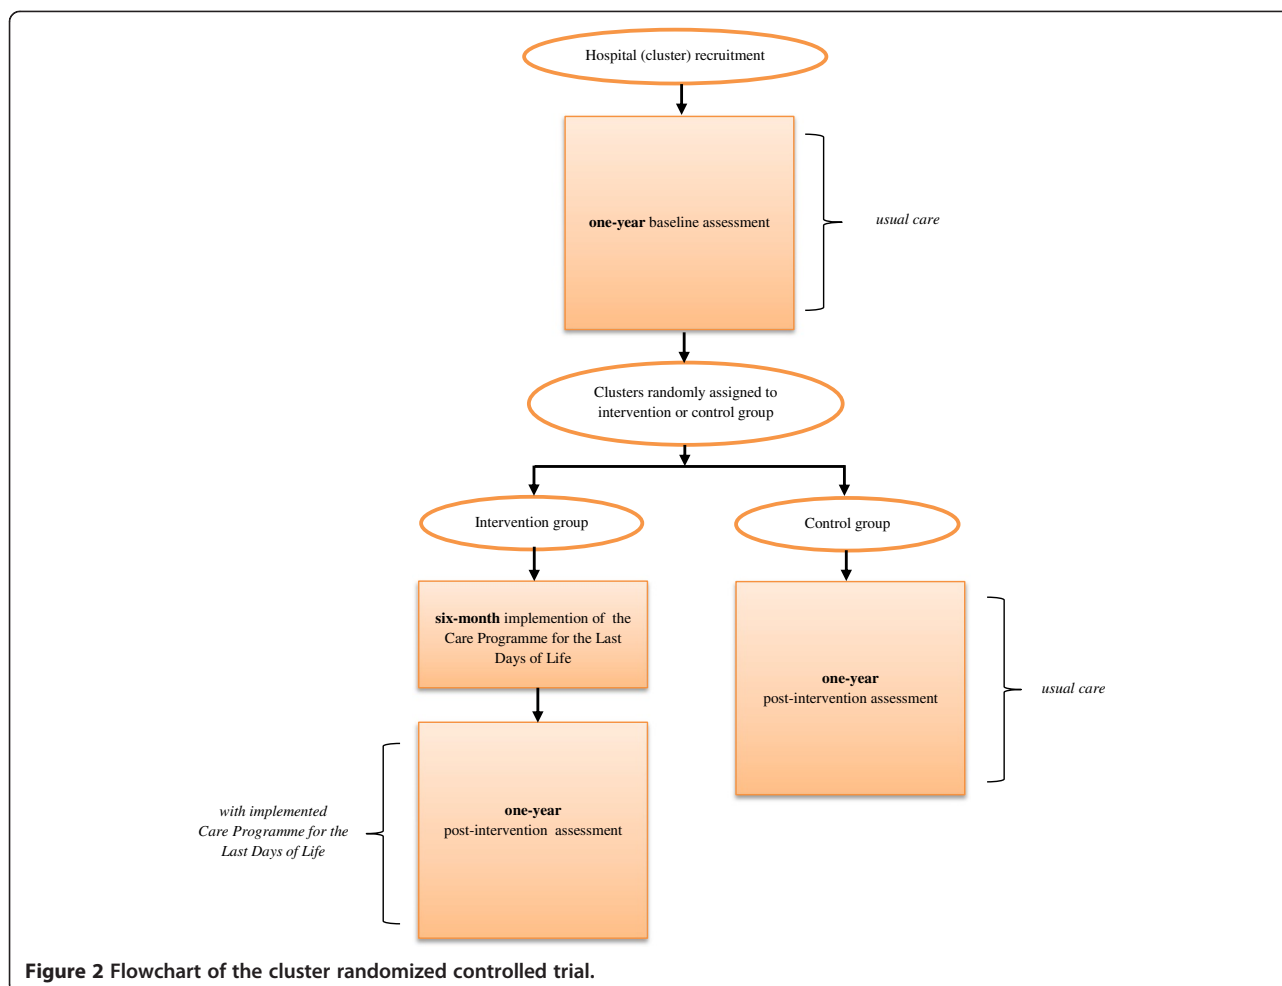 Hospital (cluster) recruitment
one-year baseline assessment
usual care
Clusters randomly assigned to
intervention or control group
Intervention group
Control group
six-month implemention of the
Care Programme for the Last
Days of Life
one-year
post-intervention assessment
usual care
with implemented
Care Programme for the
Last Days of Life
one-year
post-intervention assessment
Figure 2 Flowchart of the cluster randomized controlled trial.